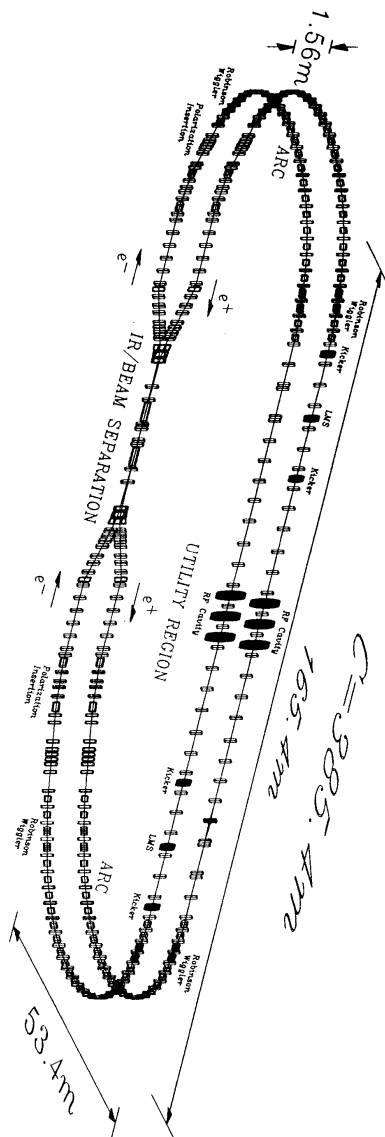 1.56m
Robinson
Wiggler
Polarization
Insertion
ARC
e-
e+
Robinson
Wiggler
Kicker
LMS
Kicker
IR/BEAM SEPARATION
UTILITY REGION
RF Cavity
RF Cavity
C=385.4m
165.4m
e-
e+
Polarization
Insertion
Kicker
LMS
Kicker
Robinson
Wiggler
ARC
Robinson
Wiggler
53.4m